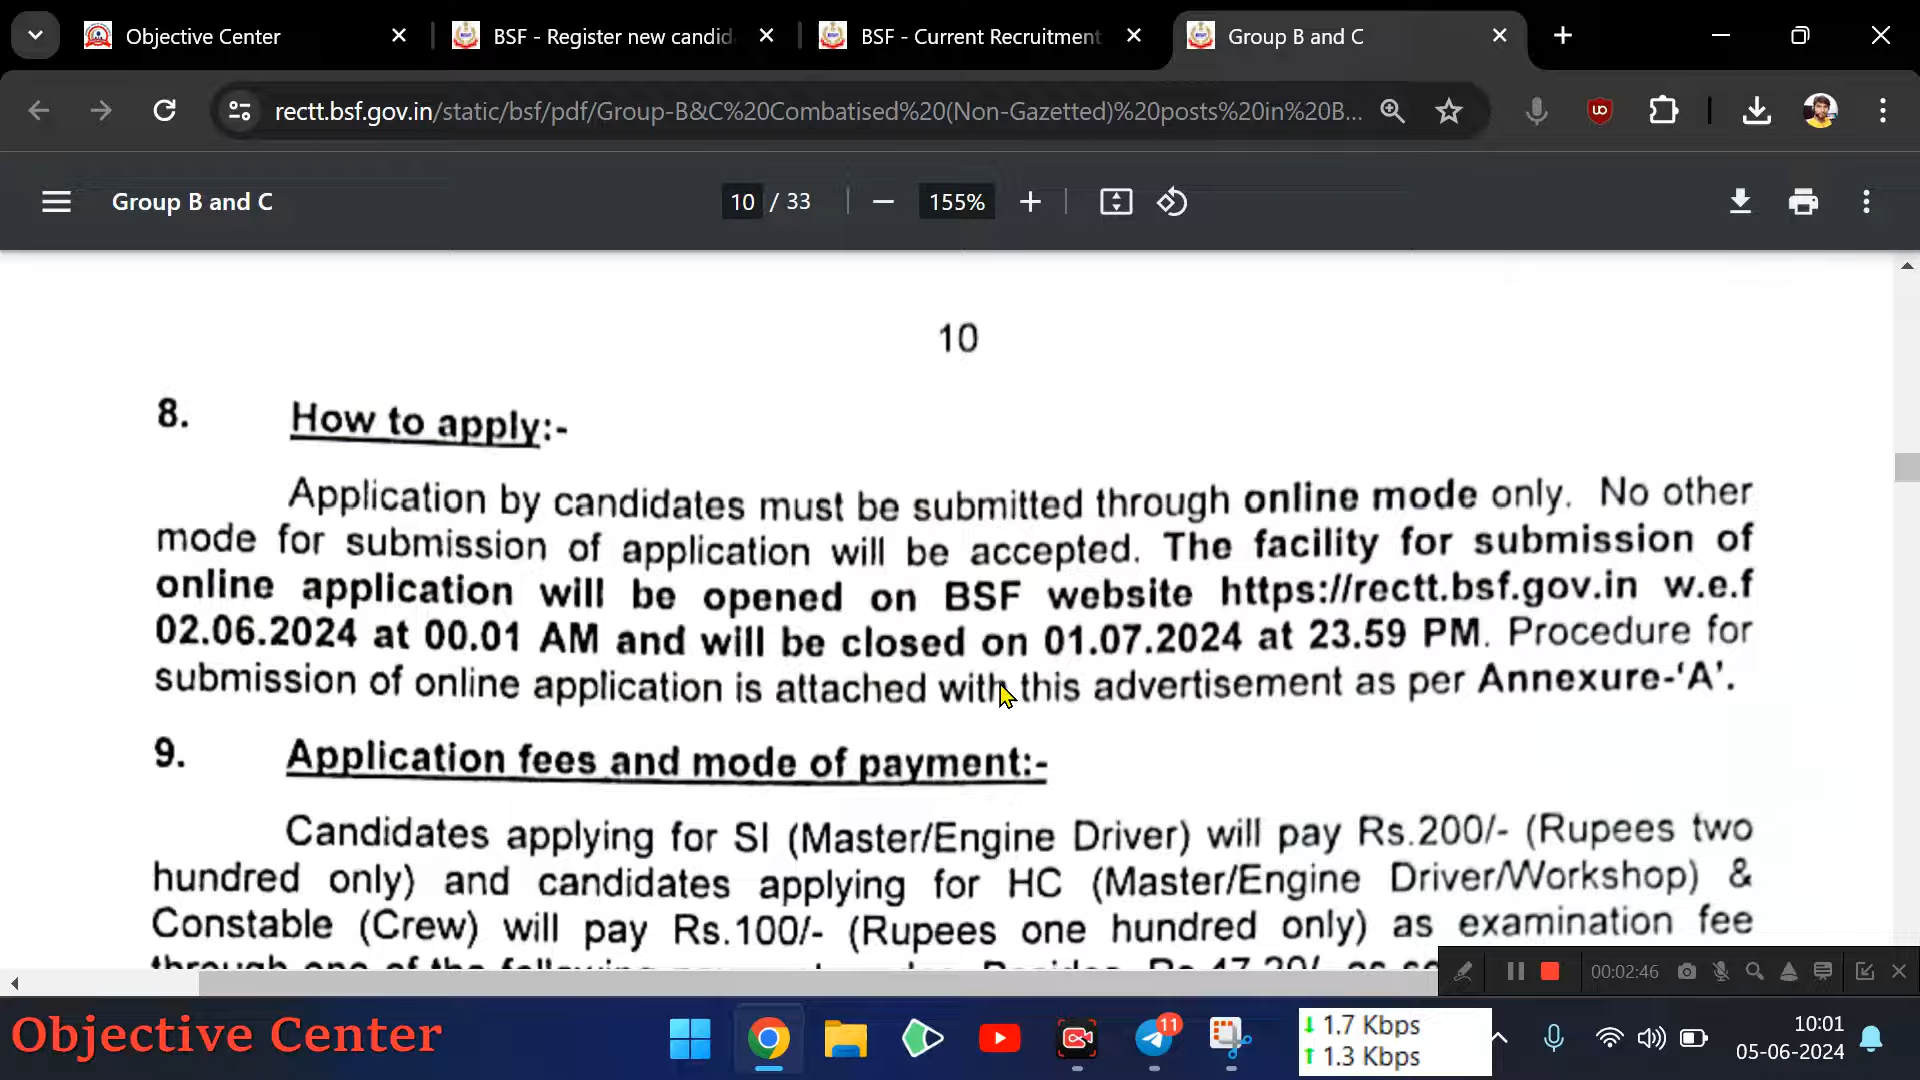 Objective Center
BSF - Register new candid
BSF - Current Recruitment
Group B and C
rectt.bsf.gov.in/static/bsf/pdf/Group-B&C%20Combatised%20(Non-Gazetted)%20posts%20in%20B...
Group B and C
10 / 33
155%
10
8. How to apply:-
Application by candidates must be submitted through online mode only. No other
mode for submission of application will be accepted. The facility for submission of
online application will be opened on BSF website https://rectt.bsf.gov.in w.e.f
02.06.2024 at 00.01 AM and will be closed on 01.07.2024 at 23.59 PM. Procedure for
submission of online application is attached with this advertisement as per Annexure-‘A’.
9. Application fees and mode of payment:-
Candidates applying for SI (Master/Engine Driver) will pay Rs.200/- (Rupees two
hundred only) and candidates applying for HC (Master/Engine Driver/Workshop) &
Constable (Crew) will pay Rs.100/- (Rupees one hundred only) as examination fee
through one of the following
00:02:46
Objective Center
11
1.7 Kbps
1.3 Kbps
10:01
05-06-2024